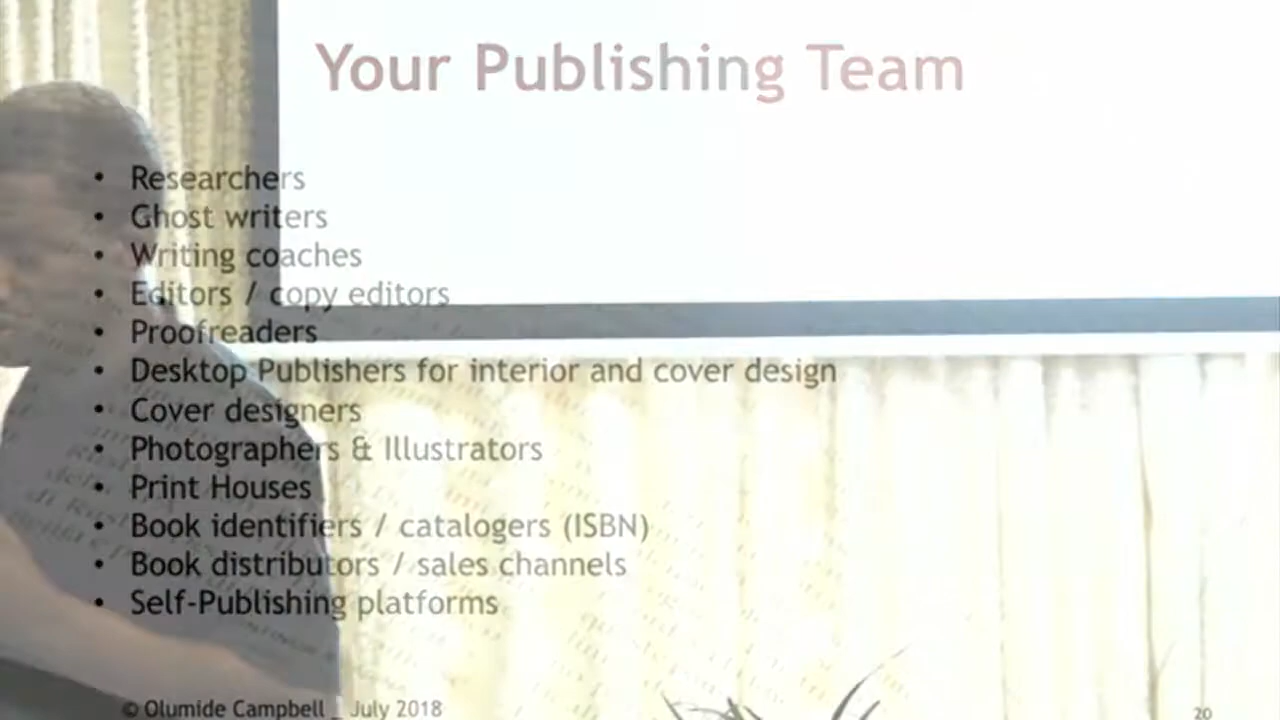 Your Publishing Team
• Researchers
• Ghost writers
• Writing coaches
• Editors / copy editors
• Proofreaders
• Desktop Publishers for interior and cover design
• Cover designers
• Photographers & Illustrators
• Print Houses
• Book identifiers / catalogers (ISBN)
• Book distributors / sales channels
• Self-Publishing platforms
© Olumide Campbell _ July 2018
20